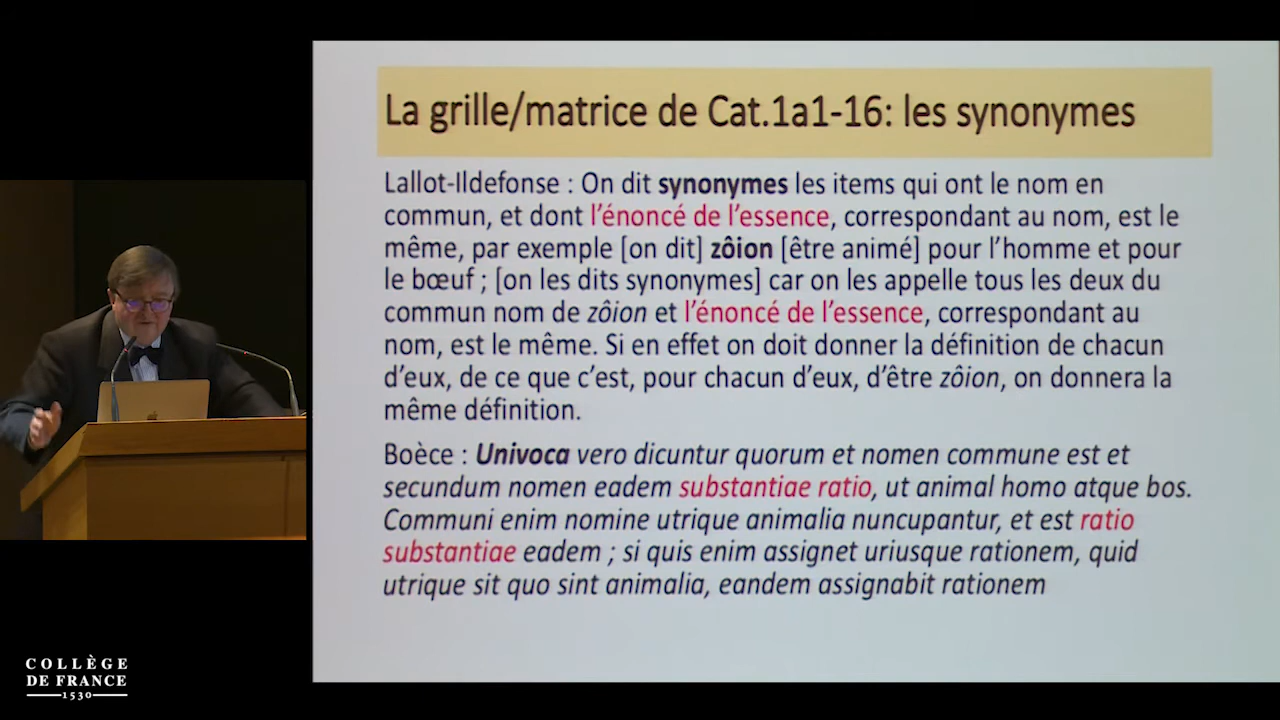 La grille/matrice de Cat.1a1-16: les synonymes
Lallot-Ildefonse : On dit synonymes les items qui ont le nom en
commun, et dont l'énoncé de l'essence, correspondant au nom, est le
même, par exemple [on dit] zôion [être animé] pour l'homme et pour
le bœuf ; [on les dits synonymes] car on les appelle tous les deux du
commun nom de zôion et l'énoncé de l'essence, correspondant au
nom, est le même. Si en effet on doit donner la définition de chacun
d'eux, de ce que c'est, pour chacun d'eux, d'être zôion, on donnera la
même définition.
Boèce : Univoca vero dicuntur quorum et nomen commune est et
secundum nomen eadem substantiae ratio, ut animal homo atque bos.
Communi enim nomine utrique animalia nuncupantur, et est ratio
substantiae eadem ; si quis enim assignet uriusque rationem, quid
utrique sit quo sint animalia, eandem assignabit rationem
COLLÈGE
DE FRANCE
1530